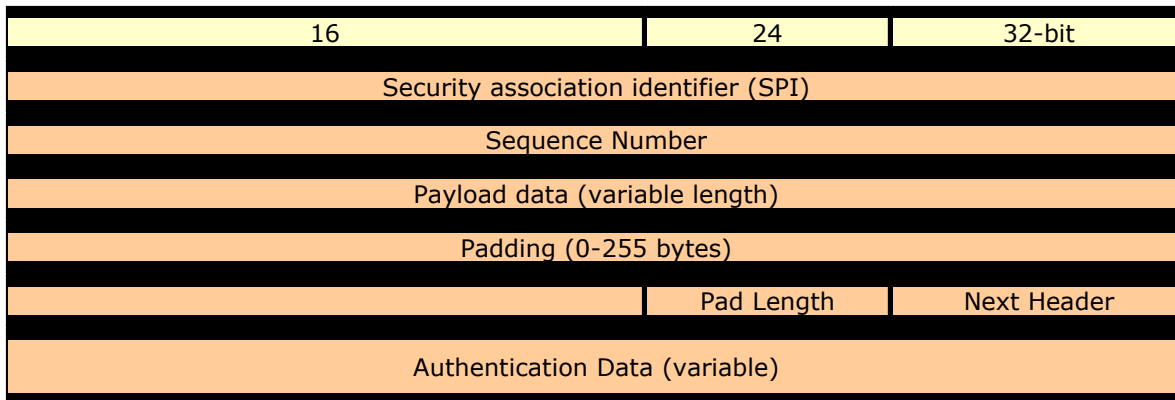 16 24 32-bit
Security association identifier (SPI)
Sequence Number
Payload data (variable length)
Padding (0-255 bytes)
Pad Length Next Header
Authentication Data (variable)